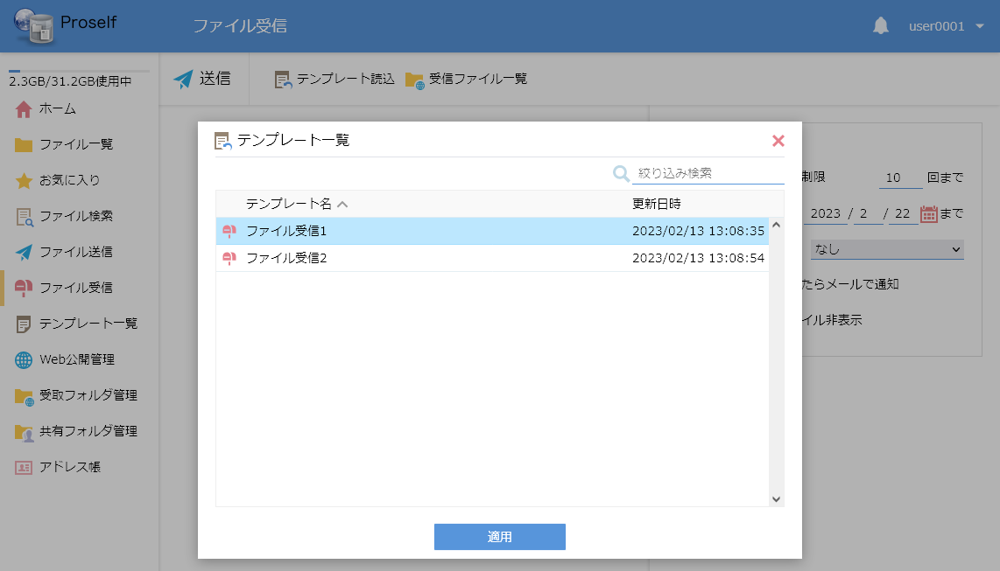 Proself
ファイル受信
user0001
2.3GB/31.2GB使用中
ホーム
ファイル一覧
お気に入り
ファイル検索
ファイル送信
ファイル受信
テンプレート一覧
Web公開管理
受取フォルダ管理
共有フォルダ管理
アドレス帳
送信
テンプレート読込
受信ファイル一覧
テンプレート一覧
絞り込み検索
テンプレート名 更新日時
ファイル受信1 2023/02/13 13:08:35
ファイル受信2 2023/02/13 13:08:54
適用
制限 10 回まで
2023 / 2 / 22 まで
なし
たらメールで通知
イル非表示